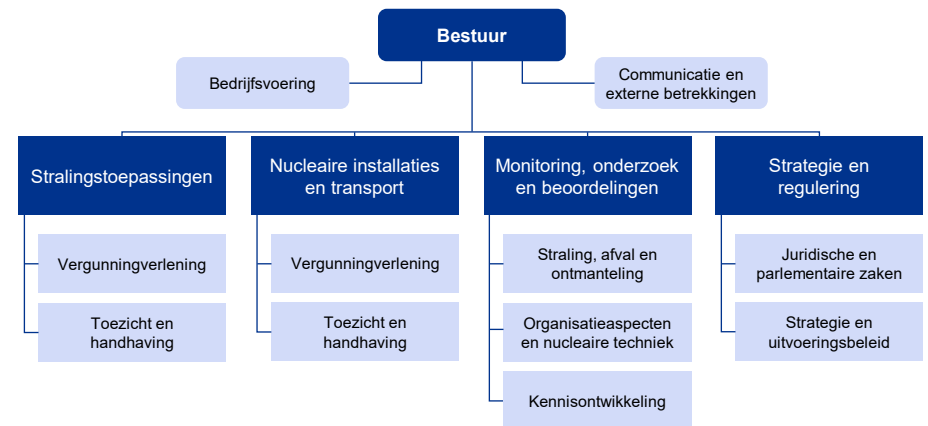 Bestuur
Bedrijfsvoering
Communicatie en
externe betrekkingen
Stralingstoepassingen
Nucleaire installaties
en transport
Monitoring, onderzoek
en beoordelingen
Strategie en
regulering
Vergunningverlening
Toezicht en
handhaving
Vergunningverlening
Toezicht en
handhaving
Straling, afval en
ontmanteling
Organisatieaspecten
en nucleaire techniek
Kennisontwikkeling
Juridische en
parlementaire zaken
Strategie en
uitvoeringsbeleid